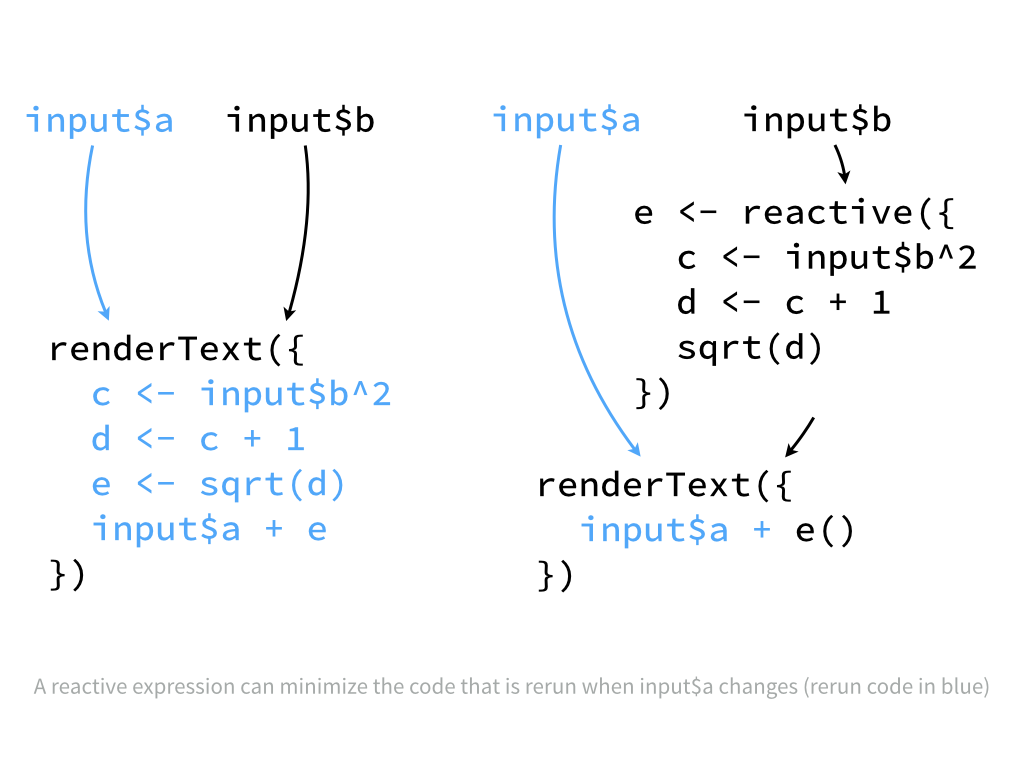 input$a input$b
renderText({
  c <- input$b^2
  d <- c + 1
  e <- sqrt(d)
  input$a + e
})
input$a input$b
e <- reactive({
  c <- input$b^2
  d <- c + 1
  sqrt(d)
})
renderText({
  input$a + e()
})
A reactive expression can minimize the code that is rerun when input$a changes (rerun code in blue)